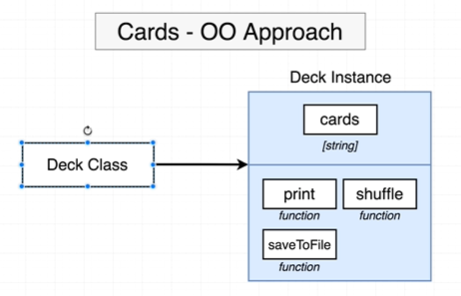 Cards - OO Approach
Deck Instance
cards
[string]
Deck Class
print
shuffle
function
function
saveToFile
function